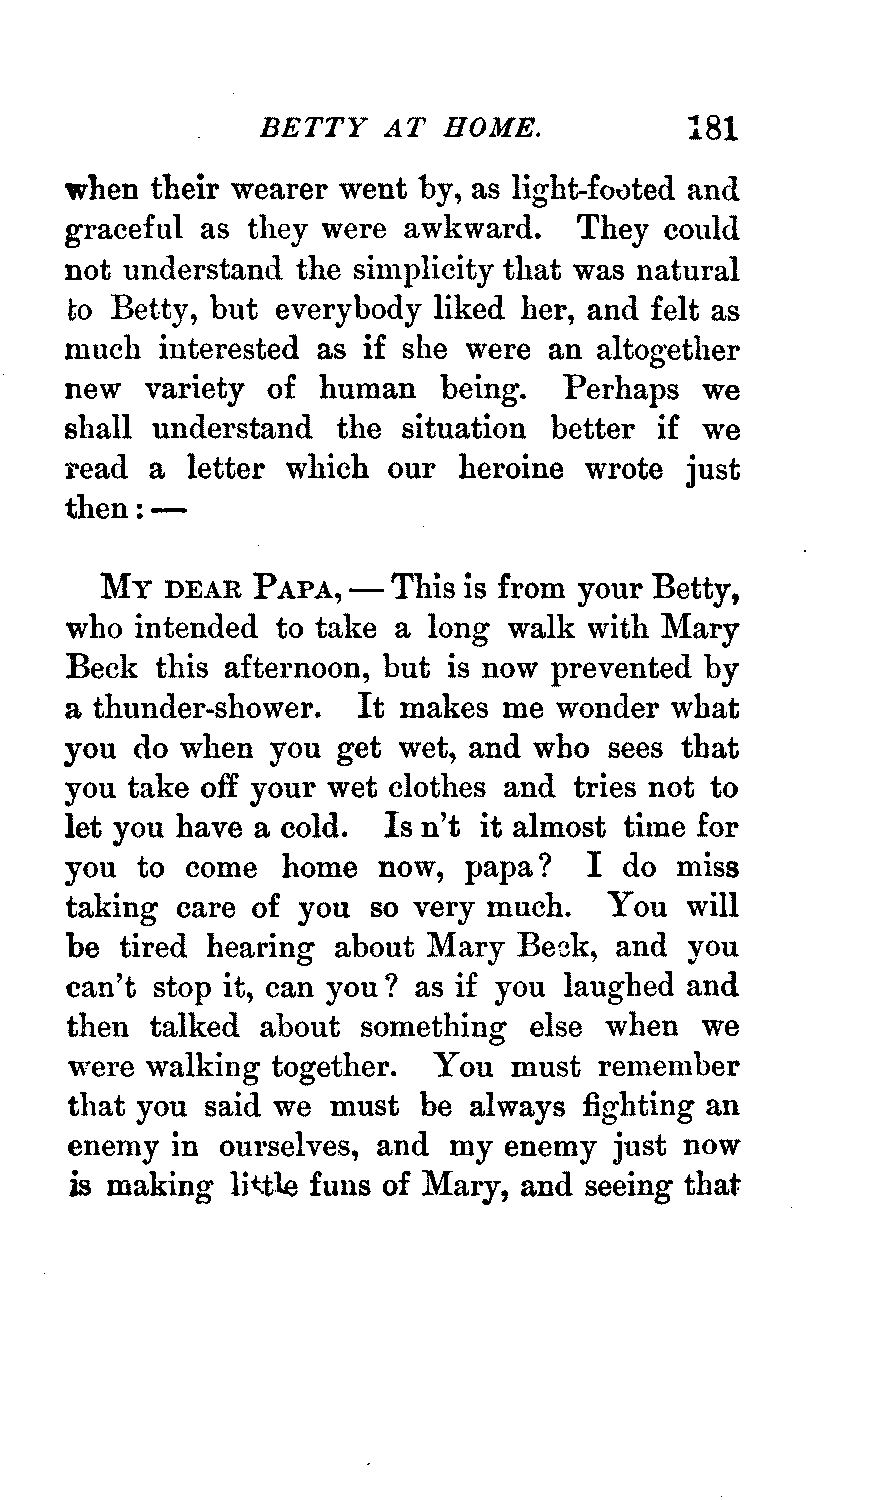 BETTY AT HOME. 181
when their wearer went by, as light-footed and
graceful as they were awkward. They could
not understand the simplicity that was natural
to Betty, but everybody liked her, and felt as
much interested as if she were an altogether
new variety of human being. Perhaps we
shall understand the situation better if we
read a letter which our heroine wrote just
then : —
MY DEAR PAPA, — This is from your Betty,
who intended to take a long walk with Mary
Beck this afternoon, but is now prevented by
a thunder-shower. It makes me wonder what
you do when you get wet, and who sees that
you take off your wet clothes and tries not to
let you have a cold. Is n't it almost time for
you to come home now, papa? I do miss
taking care of you so very much. You will
be tired hearing about Mary Beck, and you
can't stop it, can you? as if you laughed and
then talked about something else when we
were walking together. You must remember
that you said we must be always fighting an
enemy in ourselves, and my enemy just now
is making little funs of Mary, and seeing that